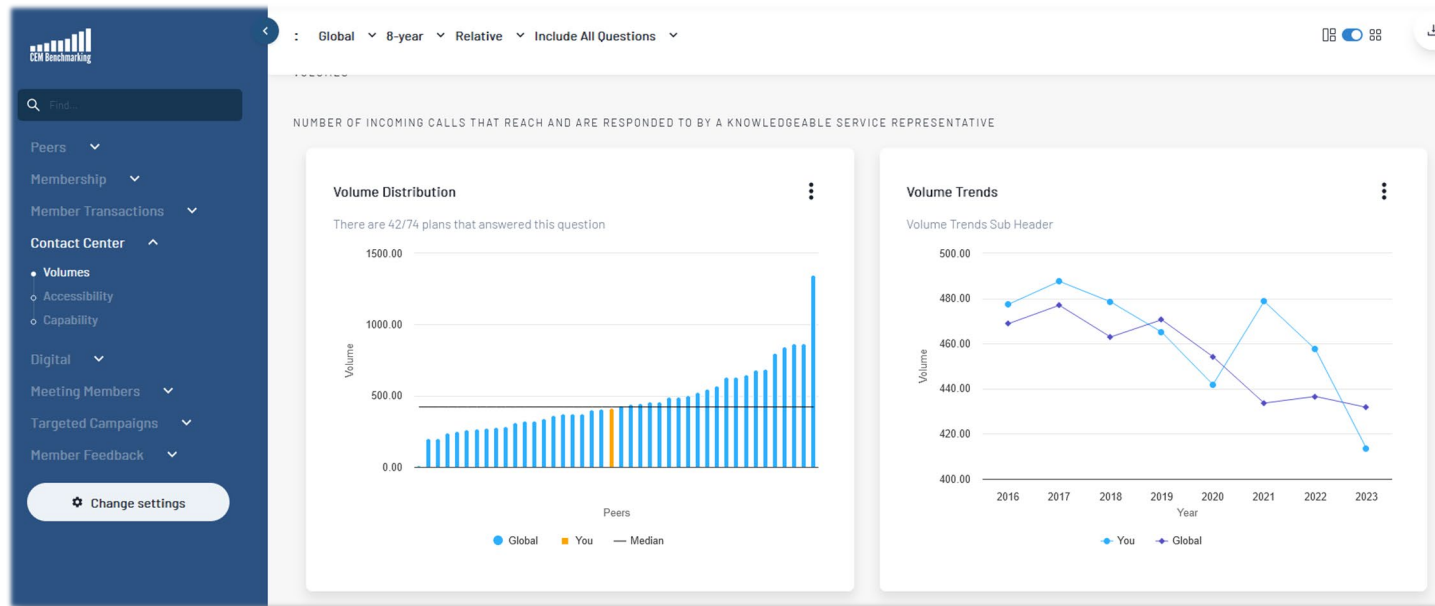 CEM Benchmarking
: Global 8-year Relative Include All Questions
Find...
Peers
Membership
Member Transactions
Contact Center
Volumes
Accessibility
Capability
Digital
Meeting Members
Targeted Campaigns
Member Feedback
Change settings
NUMBER OF INCOMING CALLS THAT REACH AND ARE RESPONDED TO BY A KNOWLEDGEABLE SERVICE REPRESENTATIVE
Volume Distribution
There are 42/74 plans that answered this question
1500.00
1000.00
500.00
0.00
Volume
Peers
Global You Median
Volume Trends
Volume Trends Sub Header
500.00
480.00
460.00
440.00
420.00
400.00
Volume
2016 2017 2018 2019 2020 2021 2022 2023
Year
You Global